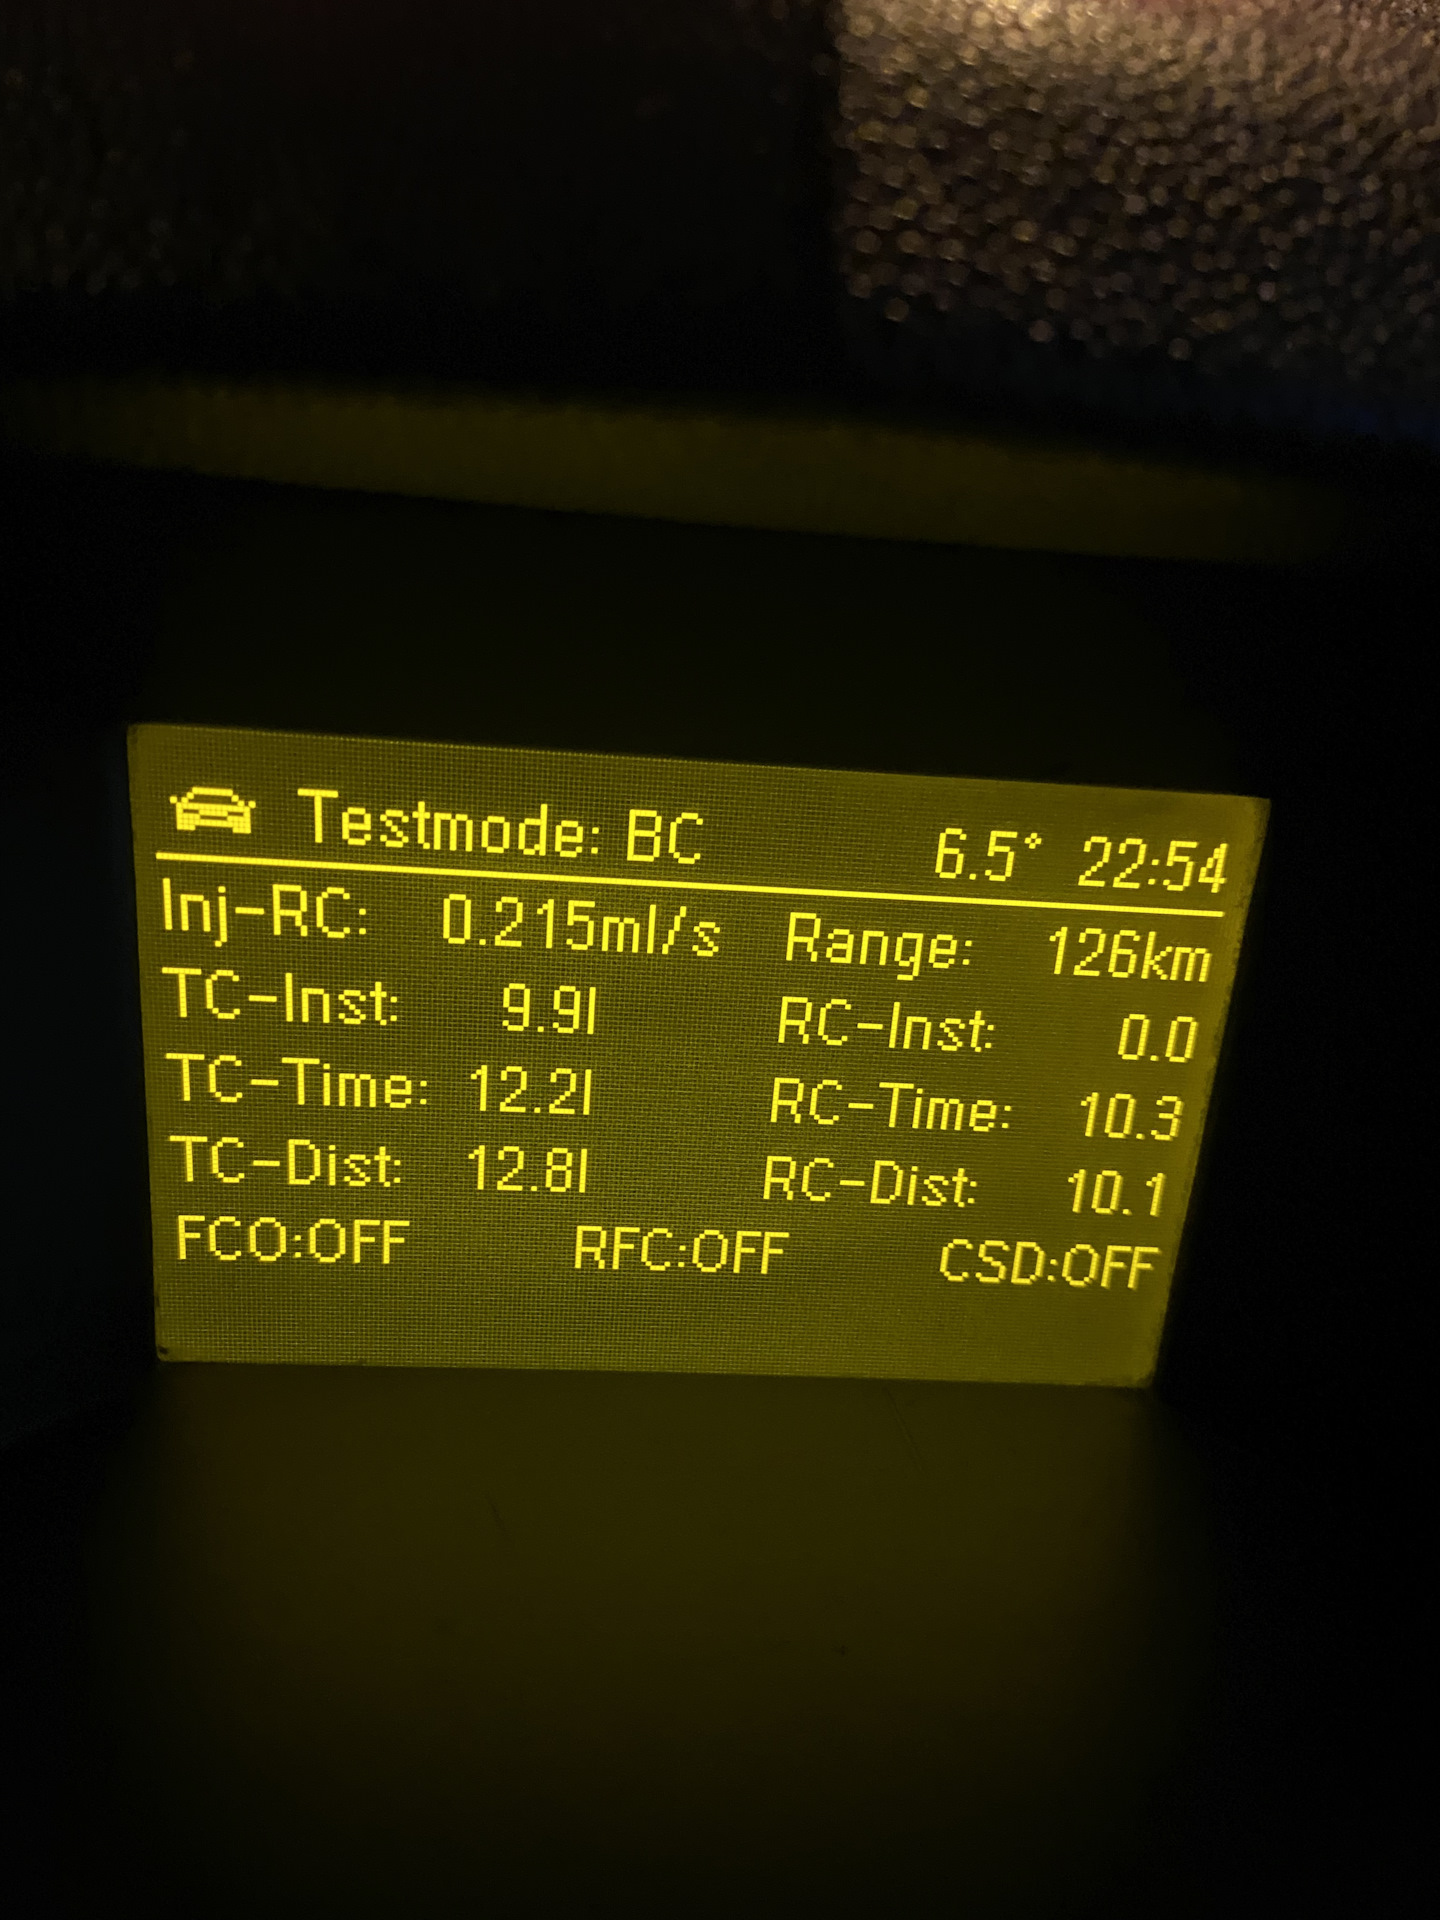 Testmode: BC 6.5° 22:54
Inj-RC: 0.215ml/s Range: 126km
TC-Inst: 9.9l RC-Inst: 0.0
TC-Time: 12.2l RC-Time: 10.3
TC-Dist: 12.8l RC-Dist: 10.1
FCO:OFF RFC:OFF CSD:OFF